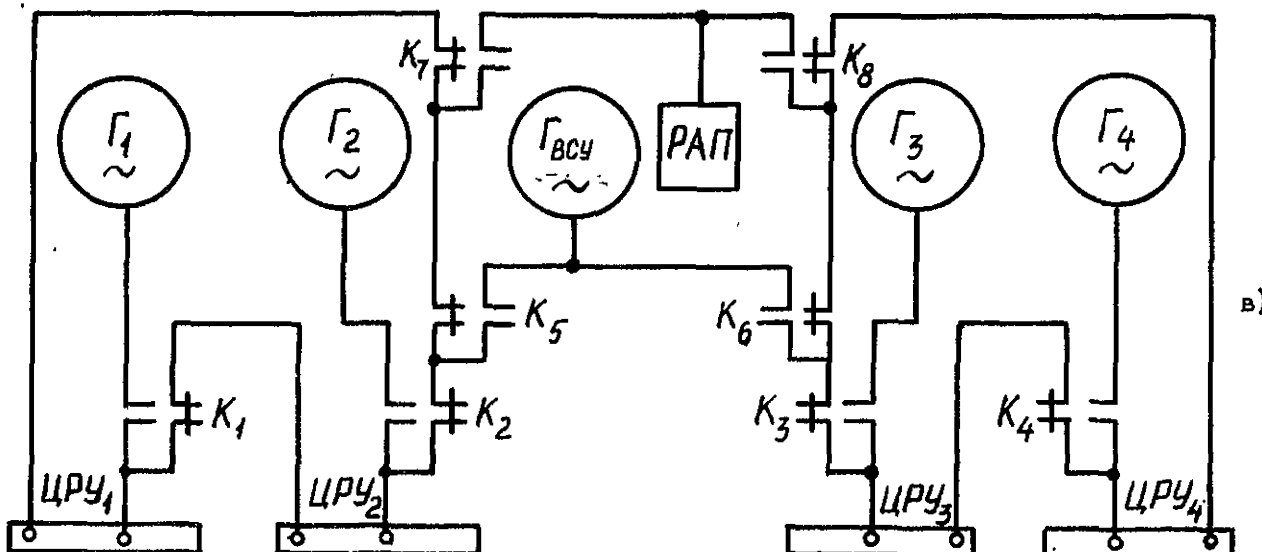 K7
K8
Г1
~
Г2
~
ГВСУ
~
РАП
Г3
~
Г4
~
K5
K6
в)
K1
K2
K3
K4
ЦРУ1
ЦРУ2
ЦРУ3
ЦРУ4